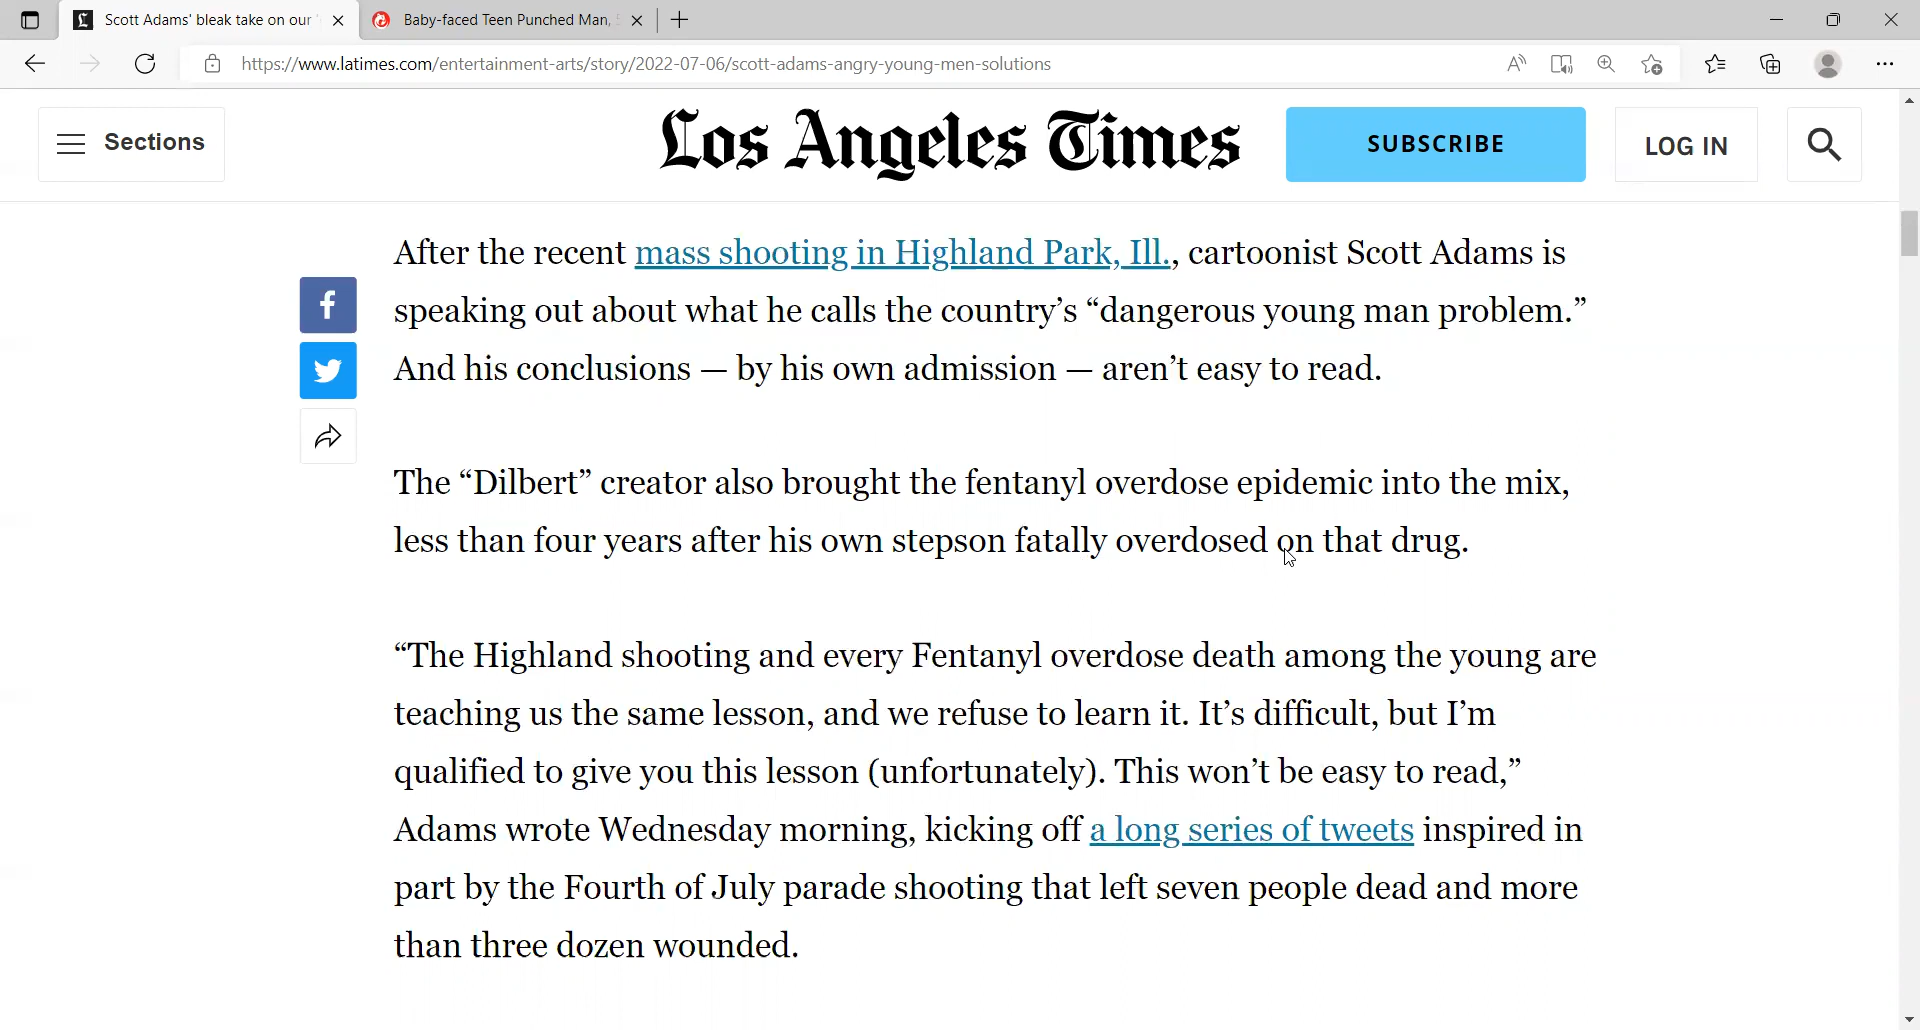 Scott Adams' bleak take on our
Baby-faced Teen Punched Man,
https://www.latimes.com/entertainment-arts/story/2022-07-06/scott-adams-angry-young-men-solutions
Sections
Los Angeles Times
SUBSCRIBE
LOG IN
After the recent mass shooting in Highland Park, Ill., cartoonist Scott Adams is
speaking out about what he calls the country’s “dangerous young man problem.”
And his conclusions — by his own admission — aren’t easy to read.
The “Dilbert” creator also brought the fentanyl overdose epidemic into the mix,
less than four years after his own stepson fatally overdosed on that drug.
“The Highland shooting and every Fentanyl overdose death among the young are
teaching us the same lesson, and we refuse to learn it. It’s difficult, but I’m
qualified to give you this lesson (unfortunately). This won’t be easy to read,”
Adams wrote Wednesday morning, kicking off a long series of tweets inspired in
part by the Fourth of July parade shooting that left seven people dead and more
than three dozen wounded.